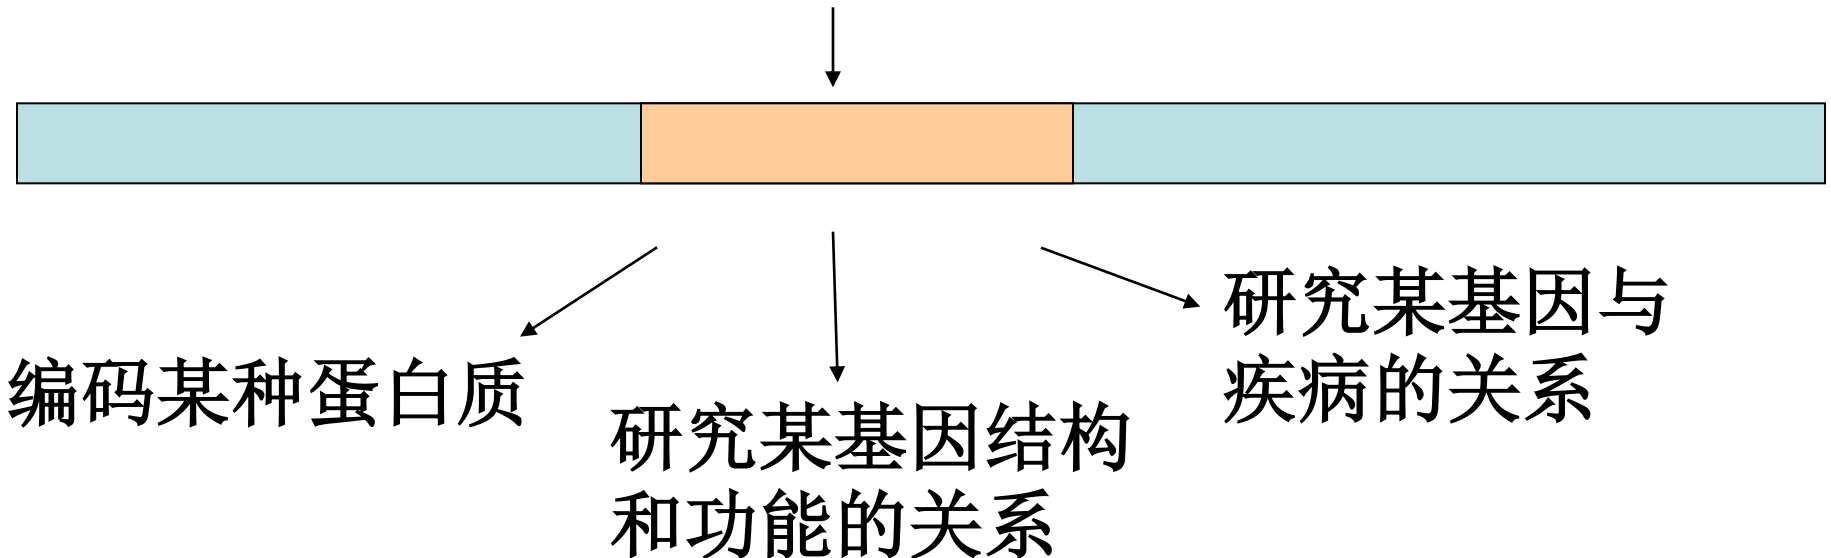 编码某种蛋白质
研究某基因结构
和功能的关系
研究某基因与
疾病的关系